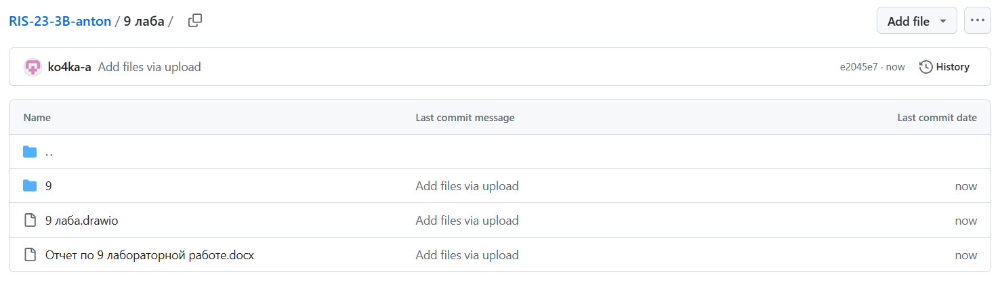 RIS-23-3B-anton / 9 лаба / Add file
ko4ka-a Add files via upload e2045e7 · now History
Name Last commit message Last commit date
..
9 Add files via upload now
9 лаба.drawio Add files via upload now
Отчет по 9 лабораторной работе.docx Add files via upload now